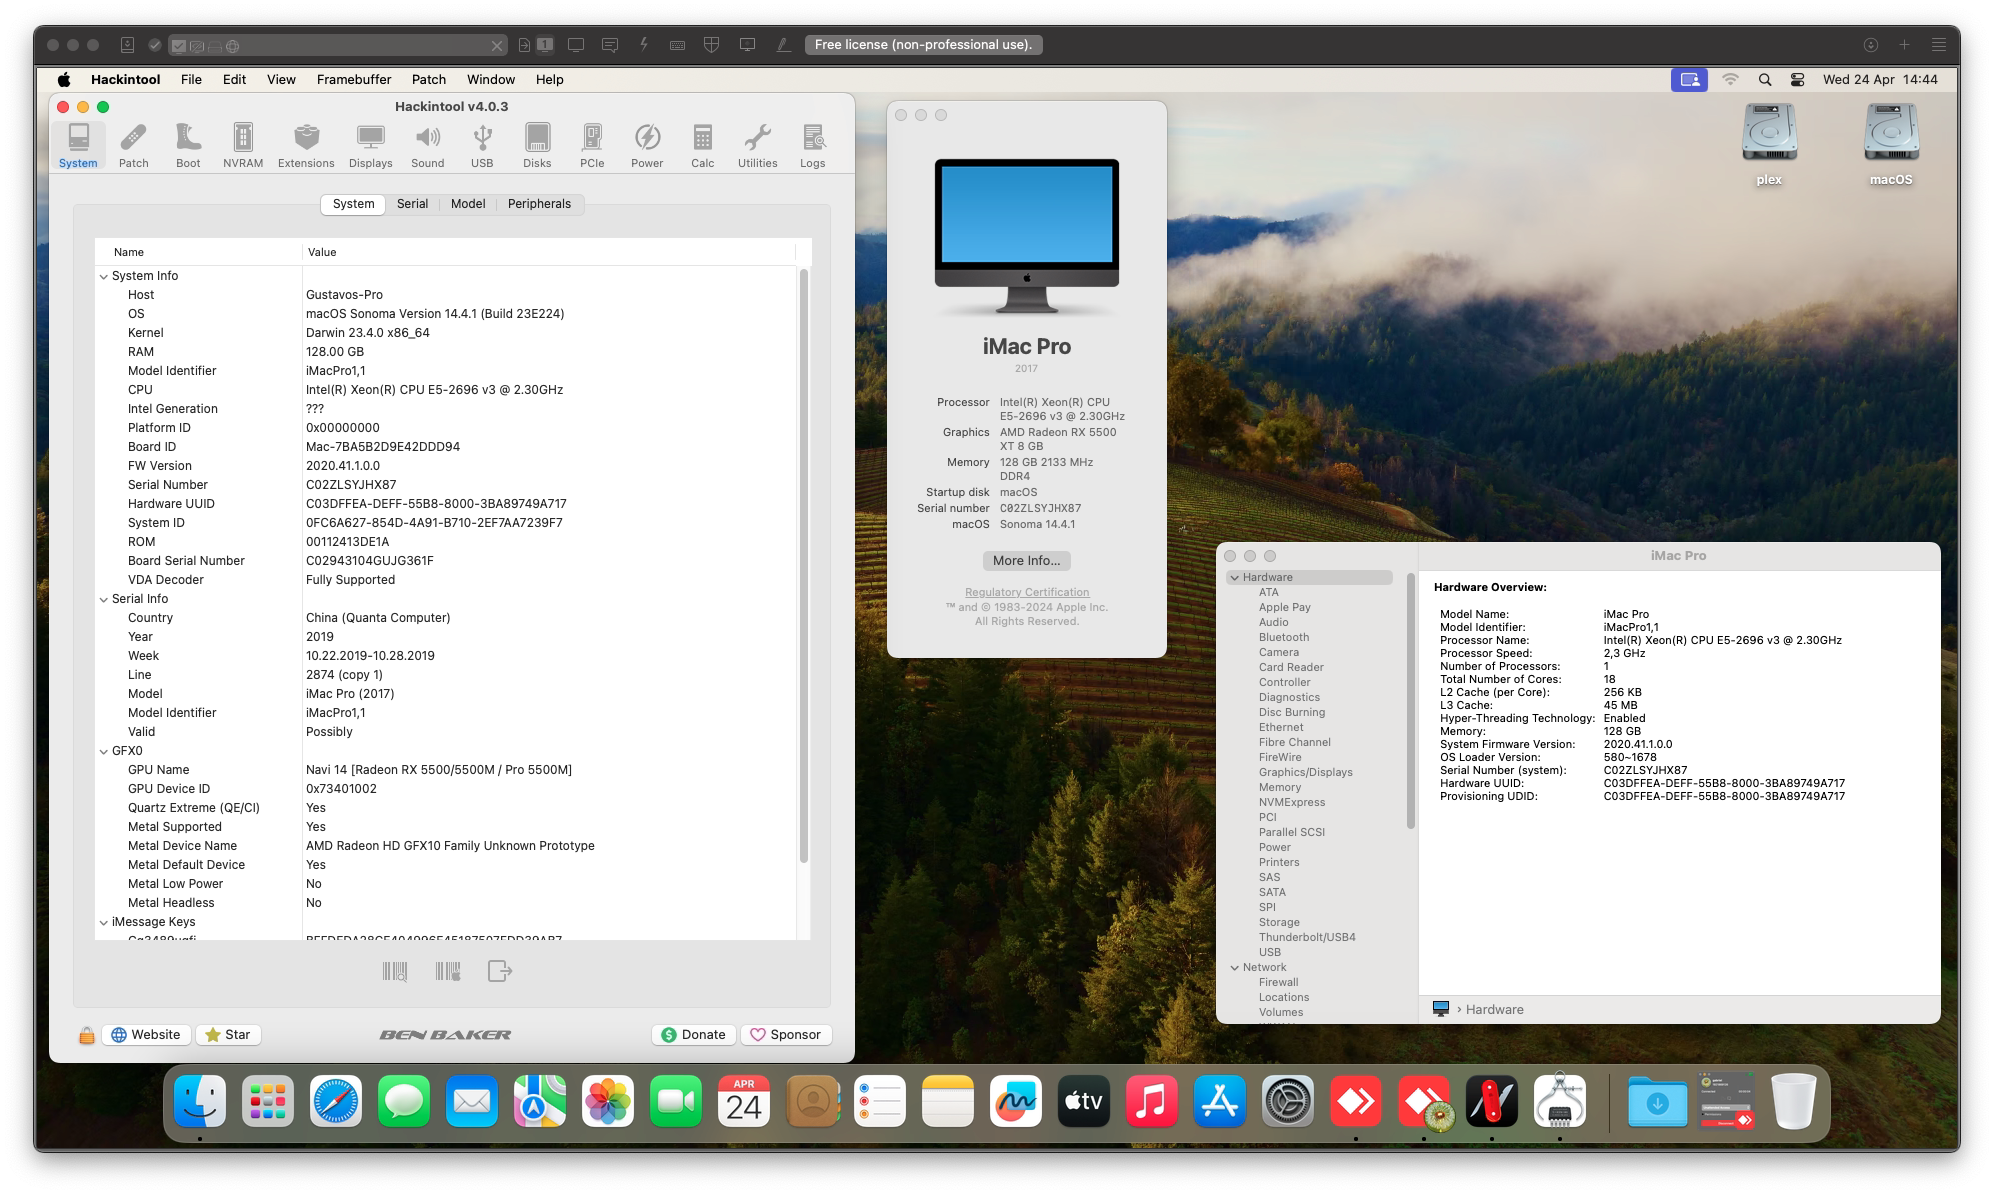 Free license (non-professional use).
1
Hackintool File Edit View Framebuffer Patch Window Help
Wed 24 Apr 14:44
Hackintool v4.0.3
System Patch Boot NVRAM Extensions Displays Sound USB Disks PCIe Power Calc Utilities Logs
System Serial Model Peripherals
Name Value
System Info
Host Gustavos-Pro
OS macOS Sonoma Version 14.4.1 (Build 23E224)
Kernel Darwin 23.4.0 x86_64
RAM 128.00 GB
Model Identifier iMacPro1,1
CPU Intel(R) Xeon(R) CPU E5-2696 v3 @ 2.30GHz
Intel Generation ???
Platform ID 0x00000000
Board ID Mac-7BA5B2D9E42DDD94
FW Version 2020.41.1.0.0
Serial Number C02ZLSYJHX87
Hardware UUID C03DFFEA-DEFF-55B8-8000-3BA89749A717
System ID 0FC6A627-854D-4A91-B710-2EF7AA7239F7
ROM 00112413DE1A
Board Serial Number C02943104GUJG361F
VDA Decoder Fully Supported
Serial Info
Country China (Quanta Computer)
Year 2019
Week 10.22.2019-10.28.2019
Line 2874 (copy 1)
Model iMac Pro (2017)
Model Identifier iMacPro1,1
Valid Possibly
GFX0
GPU Name Navi 14 [Radeon RX 5500/5500M / Pro 5500M]
GPU Device ID 0x73401002
Quartz Extreme (QE/CI) Yes
Metal Supported Yes
Metal Device Name AMD Radeon HD GFX10 Family Unknown Prototype
Metal Default Device Yes
Metal Low Power No
Metal Headless No
iMessage Keys
Website Star BEN BAKER Donate Sponsor
iMac Pro
2017
Processor Intel(R) Xeon(R) CPU
E5-2696 v3 @ 2.30GHz
Graphics AMD Radeon RX 5500
XT 8 GB
Memory 128 GB 2133 MHz
DDR4
Startup disk macOS
Serial number C02ZLSYJHX87
macOS Sonoma 14.4.1
More Info...
Regulatory Certification
™ and © 1983-2024 Apple Inc.
All Rights Reserved.
plex
macOS
iMac Pro
Hardware
ATA
Apple Pay
Audio
Bluetooth
Camera
Card Reader
Controller
Diagnostics
Disc Burning
Ethernet
Fibre Channel
FireWire
Graphics/Displays
Memory
NVMExpress
PCI
Parallel SCSI
Power
Printers
SAS
SATA
SPI
Storage
Thunderbolt/USB4
USB
Network
Firewall
Locations
Volumes
Hardware Overview:
Model Name: iMac Pro
Model Identifier: iMacPro1,1
Processor Name: Intel(R) Xeon(R) CPU E5-2696 v3 @ 2.30GHz
Processor Speed: 2,3 GHz
Number of Processors: 1
Total Number of Cores: 18
L2 Cache (per Core): 256 KB
L3 Cache: 45 MB
Hyper-Threading Technology: Enabled
Memory: 128 GB
System Firmware Version: 2020.41.1.0.0
OS Loader Version: 580~1678
Serial Number (system): C02ZLSYJHX87
Hardware UUID: C03DFFEA-DEFF-55B8-8000-3BA89749A717
Provisioning UDID: C03DFFEA-DEFF-55B8-8000-3BA89749A717
› Hardware
APR
24
tv